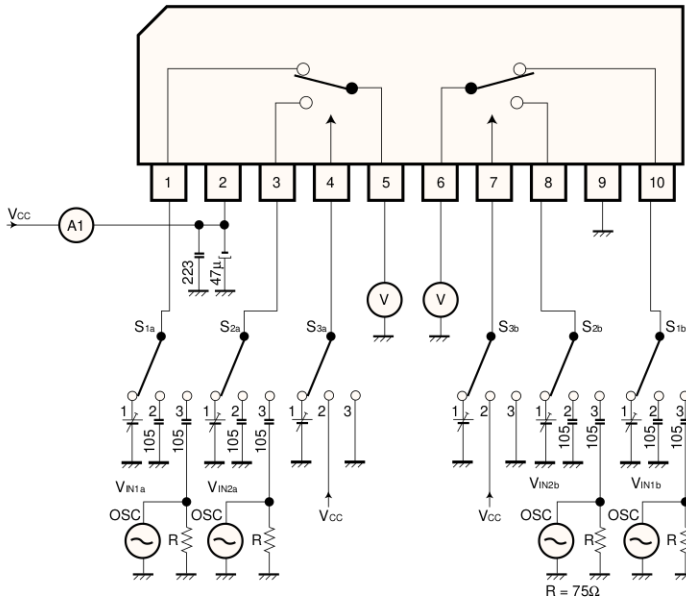 1 2 3 4 5 6 7 8 9 10
VCC A1
223 47µ V V
S1a S2a S3a S3b S2b S1b
1 2 3 1 2 3 1 2 3 1 2 3 1 2 3 1 2 3
105 105 105 105 105 105 105 105
VIN1a VIN2a VIN2b VIN1b
OSC R OSC R VCC VCC OSC R OSC R
R = 75Ω